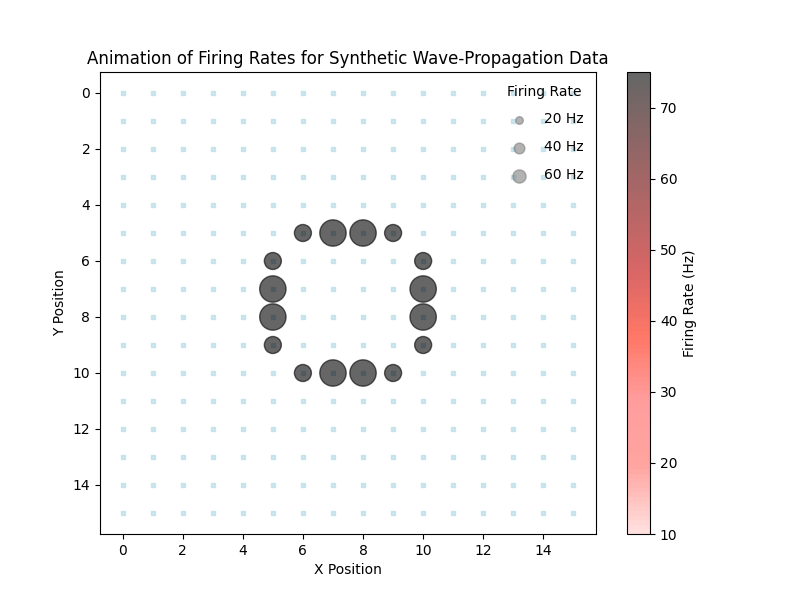 Animation of Firing Rates for Synthetic Wave-Propagation Data
Firing Rate
20 Hz
40 Hz
60 Hz
0
2
4
6
8
10
12
14
Y Position
0
2
4
6
8
10
12
14
X Position
70
60
50
40
30
20
10
Firing Rate (Hz)